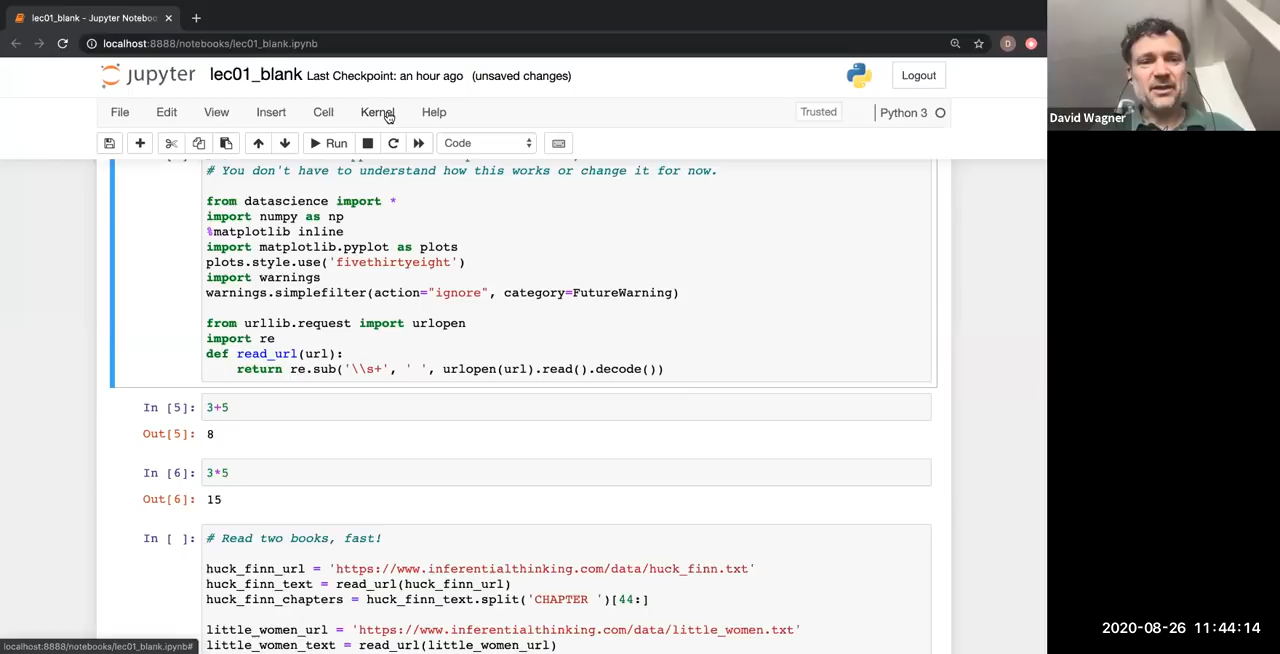 lec01_blank - Jupyter Noteboo
localhost:8888/notebooks/lec01_blank.ipynb
D
jupyter lec01_blank Last Checkpoint: an hour ago (unsaved changes)
Logout
File Edit View Insert Cell Kernel Help
Trusted
Python 3
Run
Code
# You don't have to understand how this works or change it for now.
from datascience import *
import numpy as np
%matplotlib inline
import matplotlib.pyplot as plots
plots.style.use('fivethirtyeight')
import warnings
warnings.simplefilter(action="ignore", category=FutureWarning)
from urllib.request import urlopen
import re
def read_url(url):
return re.sub('\\s+', ' ', urlopen(url).read().decode())
In [5]: 3+5
Out[5]: 8
In [6]: 3*5
Out[6]: 15
In [ ]: # Read two books, fast!
huck_finn_url = 'https://www.inferentialthinking.com/data/huck_finn.txt'
huck_finn_text = read_url(huck_finn_url)
huck_finn_chapters = huck_finn_text.split('CHAPTER ')[44:]
little_women_url = 'https://www.inferentialthinking.com/data/little_women.txt'
little_women_text = read_url(little_women_url)
localhost:8888/notebooks/lec01_blank.ipynb#
David Wagner
2020-08-26 11:44:14